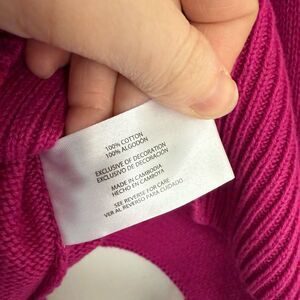 100% COTTON
100% ALGODÓN
EXCLUSIVE OF DECORATION
EXCLUSIVO DE DECORACIÓN
MADE IN CAMBODIA
HECHO EN CAMBOYA
SEE REVERSE FOR CARE
VER AL REVERSO PARA CUIDADO